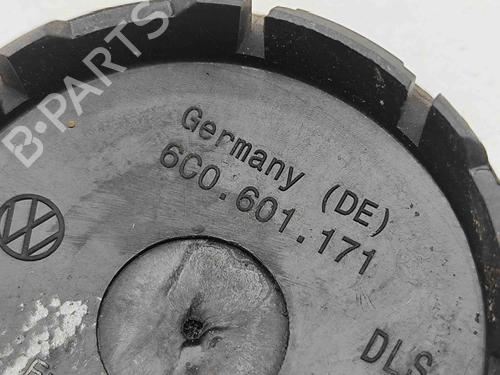 B-PARTS
Germany (DE)
6C0.601.171
DLS